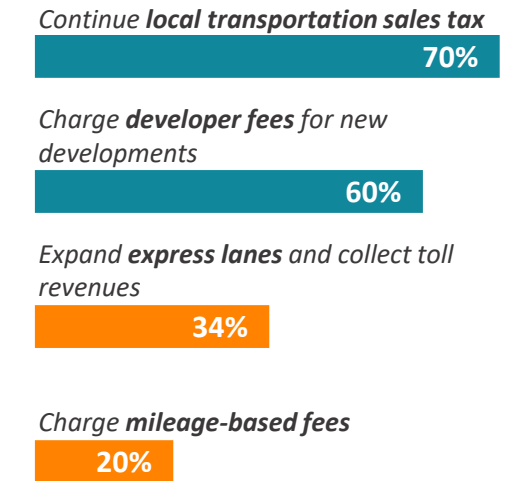 Continue local transportation sales tax
70%
Charge developer fees for new
developments
60%
Expand express lanes and collect toll
revenues
34%
Charge mileage-based fees
20%